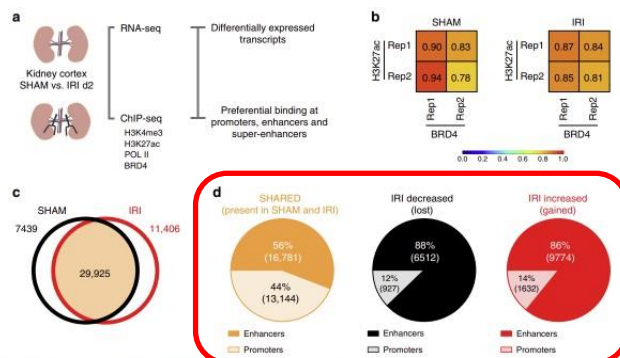 a
RNA-seq
Differentially expressed
transcripts
Kidney cortex
SHAM vs. IRI d2
ChIP-seq
H3K4me3
H3K27ac
POL II
BRD4
Preferential binding at
promoters, enhancers and
super-enhancers
b
SHAM
IRI
H3K27ac
Rep1
0.90 0.83
Rep2
0.94 0.78
Rep1
Rep2
BRD4
H3K27ac
Rep1
0.87 0.84
Rep2
0.85 0.81
Rep1
Rep2
BRD4
0.0 0.2 0.4 0.6 0.8 1.0
c
SHAM
IRI
7439
11,406
29,925
d
SHARED
(present in SHAM and IRI)
56%
(16,781)
44%
(13,144)
Enhancers
Promoters
IRI decreased
(lost)
88%
(6512)
12%
(927)
Enhancers
Promoters
IRI increased
(gained)
86%
(9774)
14%
(1632)
Enhancers
Promoters